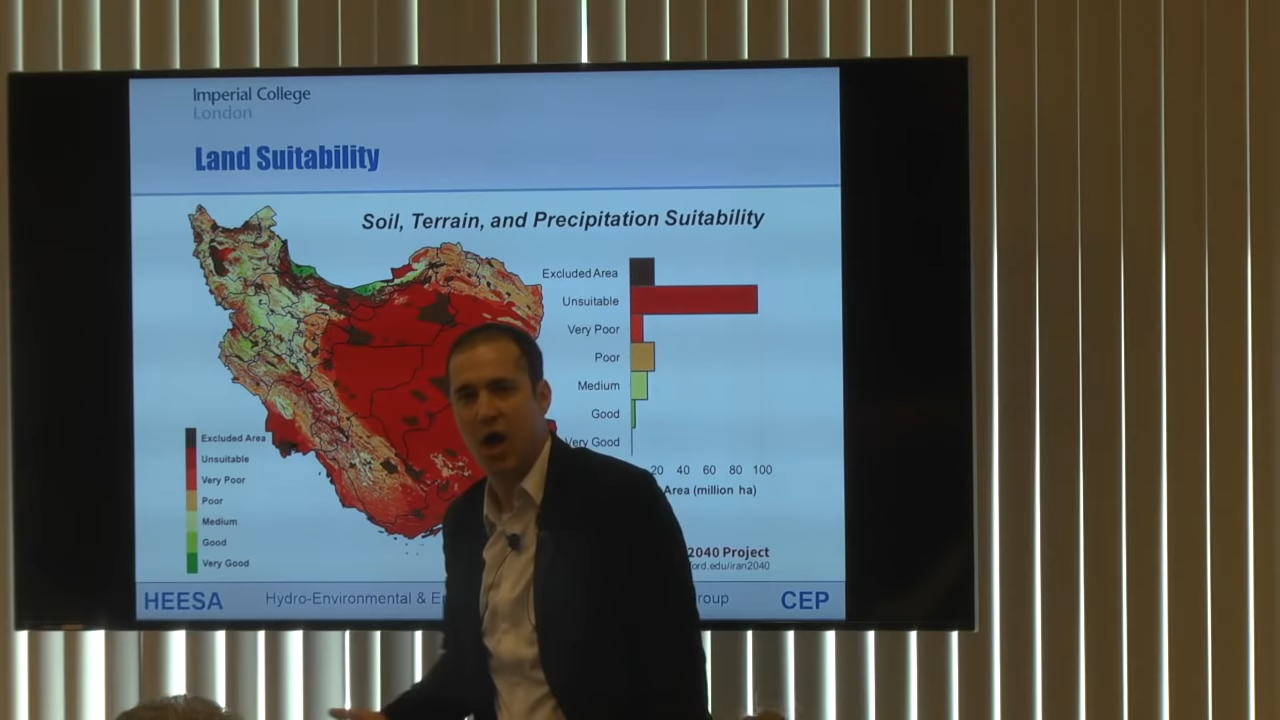 Imperial College
London
Land Suitability
Soil, Terrain, and Precipitation Suitability
Excluded Area
Unsuitable
Very Poor
Poor
Medium
Good
Very Good
20 40 60 80 100
Area (million ha)
Excluded Area
Unsuitable
Very Poor
Poor
Medium
Good
Very Good
2040 Project
ord.edu/iran2040
HEESA
Hydro-Environmental & E
roup
CEP